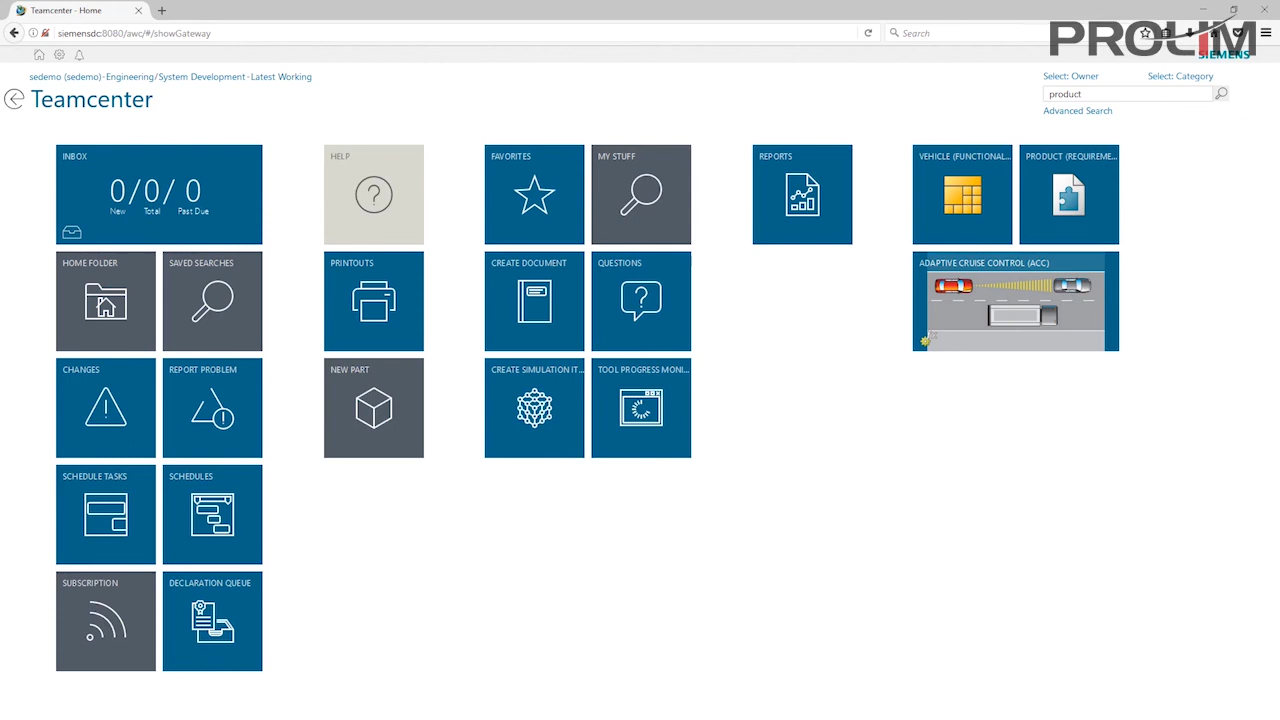 Teamcenter - Home
siemensdc:8080/awc/#/showGateway
Search
PROLIM
SIEMENS
sedemo (sedemo) · Engineering/System Development · Latest Working
Select: Owner
Select: Category
Teamcenter
product
Advanced Search
INBOX
0/0/ 0
New Total Past Due
HELP
FAVORITES
MY STUFF
REPORTS
VEHICLE (FUNCTIONAL...
PRODUCT (REQUIREME...
HOME FOLDER
SAVED SEARCHES
PRINTOUTS
CREATE DOCUMENT
QUESTIONS
ADAPTIVE CRUISE CONTROL (ACC)
CHANGES
REPORT PROBLEM
NEW PART
CREATE SIMULATION IT...
TOOL PROGRESS MONI...
SCHEDULE TASKS
SCHEDULES
SUBSCRIPTION
DECLARATION QUEUE